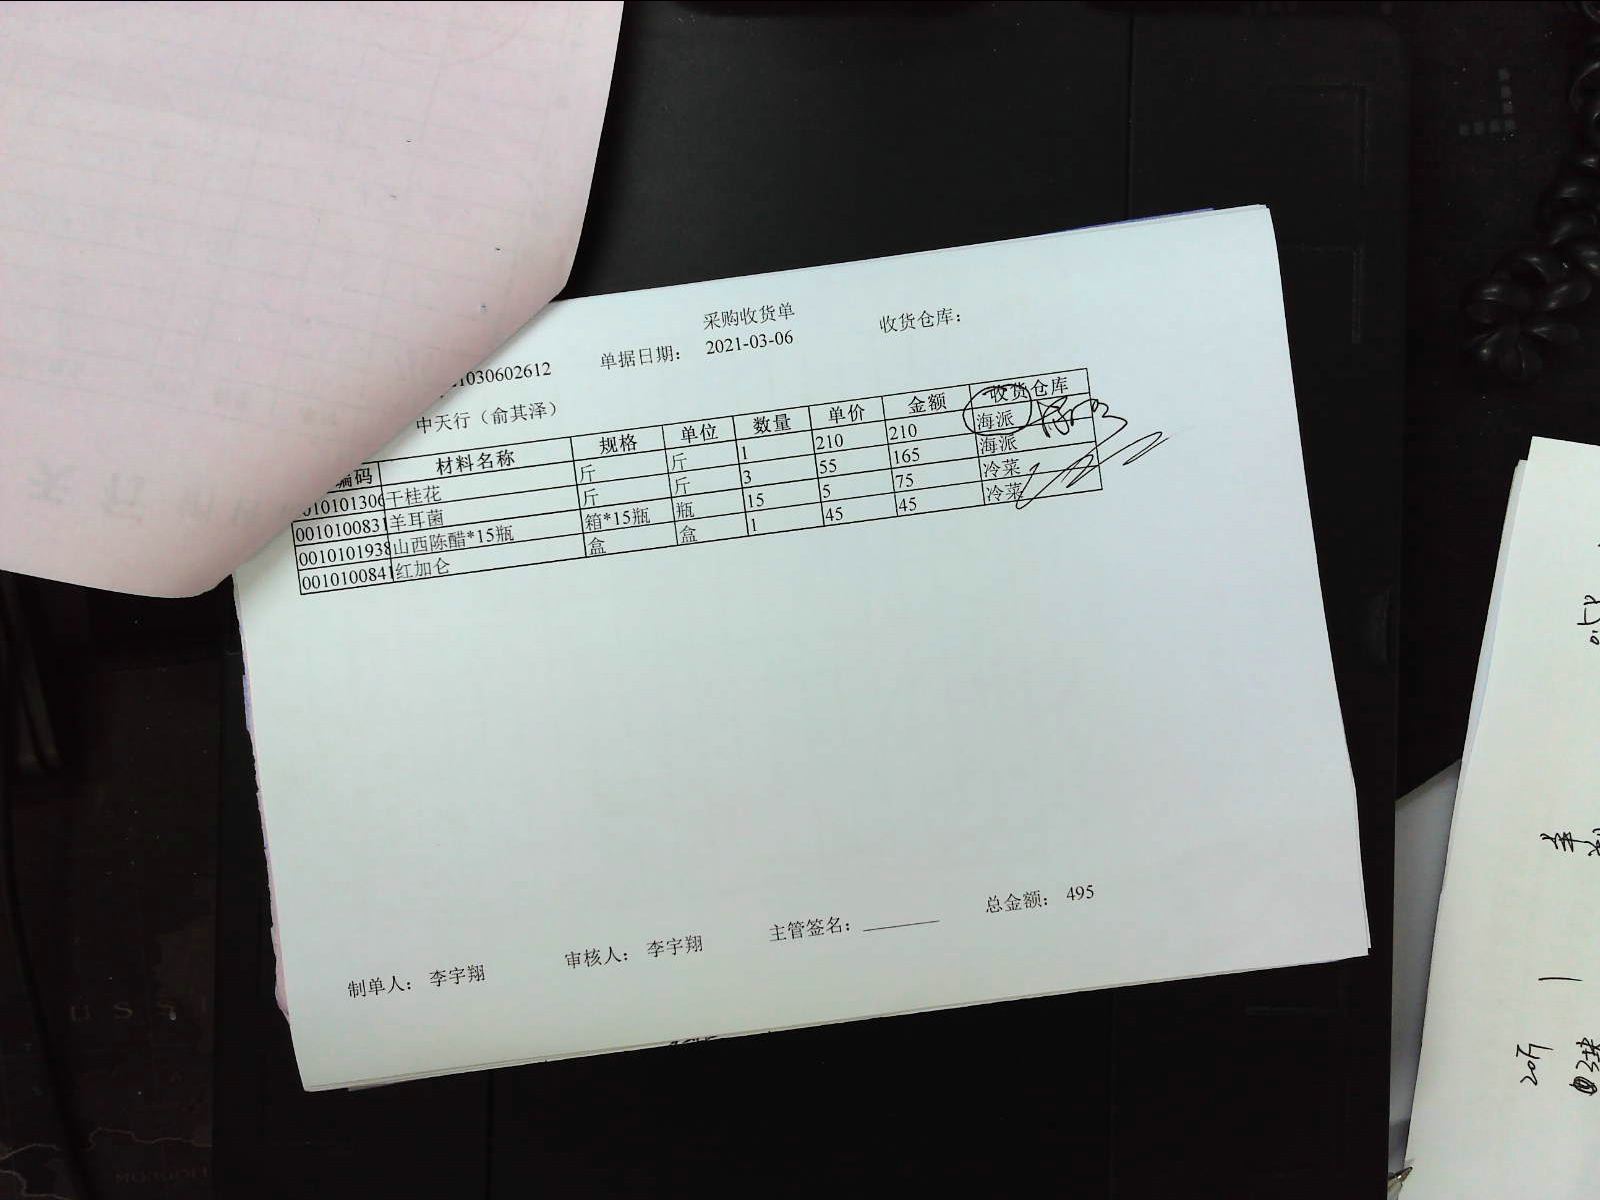 采购收货单
收货仓库：
1030602612 单据日期： 2021-03-06
中天行（俞其泽）
编码 材料名称 规格 单位 数量 单价 金额 收货仓库
010101306 干桂花 斤 斤 1 210 210 海派
001010083 羊耳菌 斤 斤 3 55 165 海派
0010101938 山西陈醋*15瓶 箱*15瓶 瓶 15 5 75 冷菜
001010084 红加仑 盒 盒 1 45 45 冷菜
制单人： 李宇翔 审核人： 李宇翔 主管签名： 总金额： 495